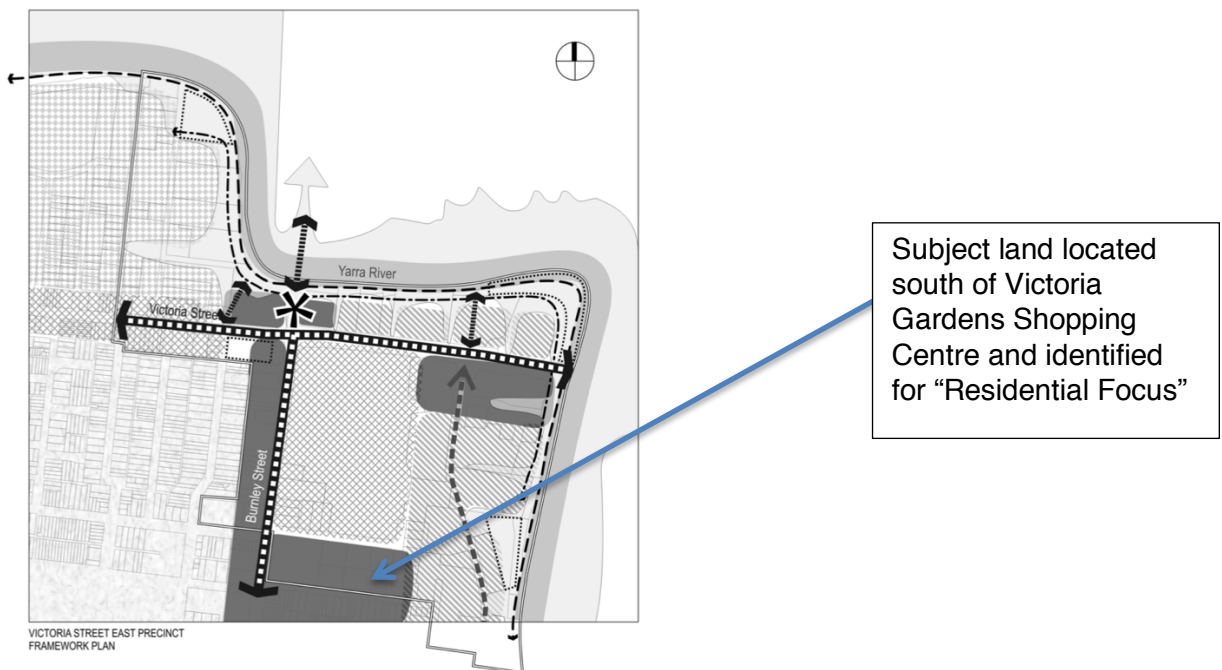 Yarra River
Victoria Street
Burnley Street
Subject land located
south of Victoria
Gardens Shopping
Centre and identified
for “Residential Focus”
VICTORIA STREET EAST PRECINCT
FRAMEWORK PLAN